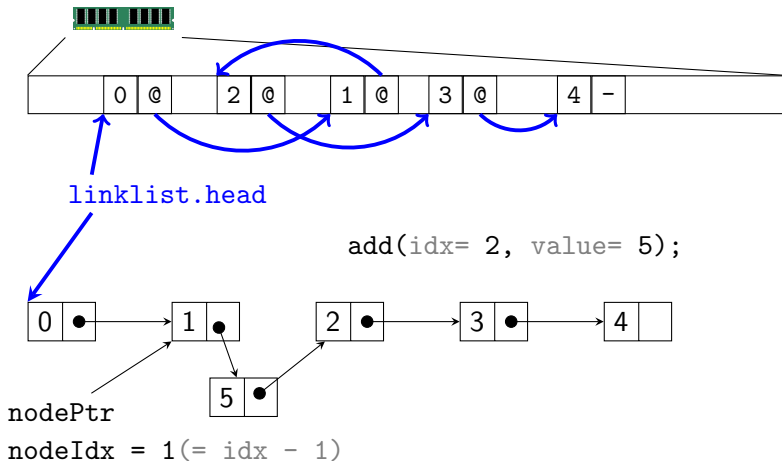 0 @ 2 @ 1 @ 3 @ 4 -
linklist.head
add(idx= 2, value= 5);
0 1 2 3 4
5
nodePtr
nodeIdx = 1(= idx - 1)